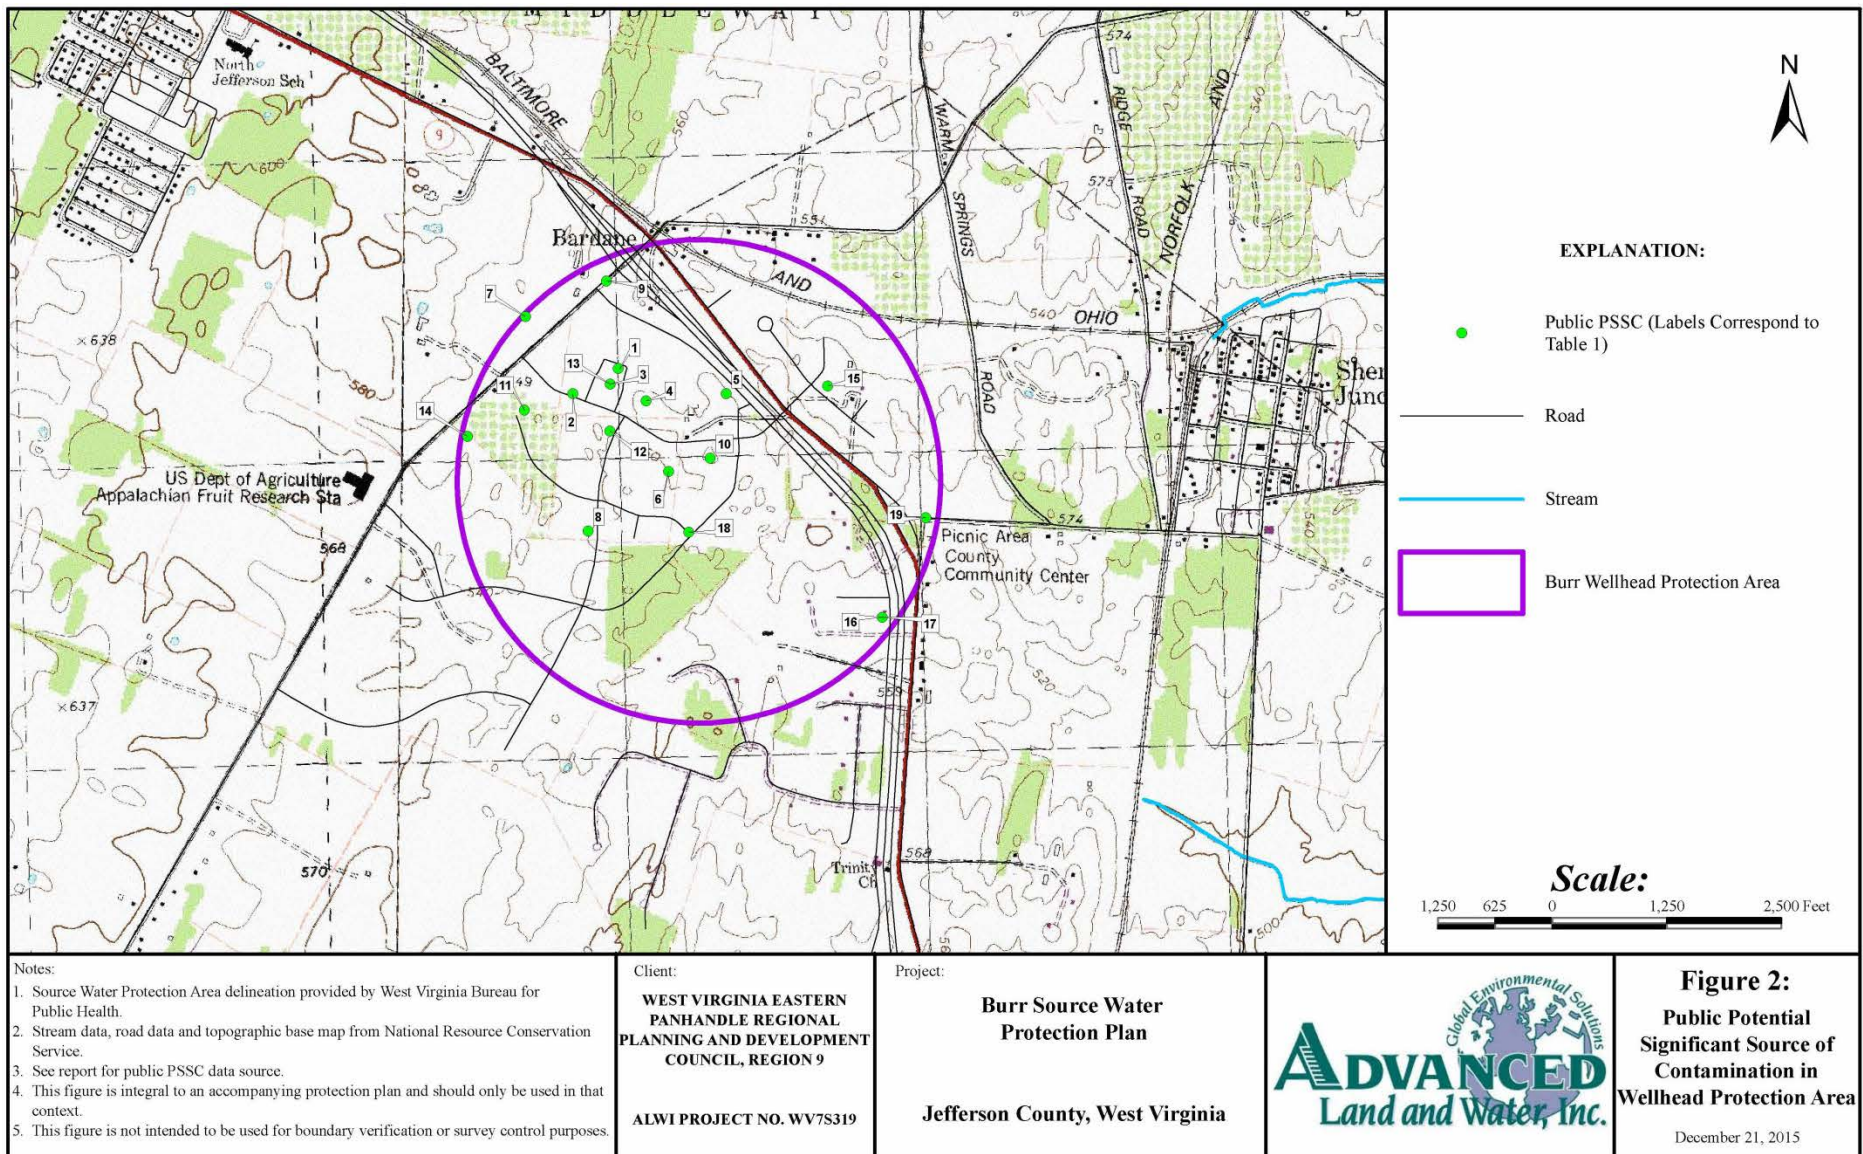 MIDDLEWAY
S
574
North
Jefferson Sch
BALTIMORE
9
560
WARM
RIDGE
AND
540
600
575
SPRINGS
ROAD
NORFOLK
551
Bardane
AND
540
OHIO
7
9
×638
580
1
13
3
5
15
11
49
4
ROAD
Sher
Junc
14
2
12
10
US Dept of Agriculture
Appalachian Fruit Research Sta
6
19
574
540
8
18
568
Picnic Area
County
Community Center
540
16
17
×637
559
520
568
570
Trinity
Ch
500
56
N
EXPLANATION:
Public PSSC (Labels Correspond to
Table 1)
Road
Stream
Burr Wellhead Protection Area
Scale:
1,250 625 0 1,250 2,500 Feet
Notes:
1. Source Water Protection Area delineation provided by West Virginia Bureau for
Public Health.
2. Stream data, road data and topographic base map from National Resource Conservation
Service.
3. See report for public PSSC data source.
4. This figure is integral to an accompanying protection plan and should only be used in that
context.
5. This figure is not intended to be used for boundary verification or survey control purposes.
Client:
WEST VIRGINIA EASTERN
PANHANDLE REGIONAL
PLANNING AND DEVELOPMENT
COUNCIL, REGION 9
ALWI PROJECT NO. WV7S319
Project:
Burr Source Water
Protection Plan
Jefferson County, West Virginia
Global Environmental Solutions
ADVANCED
Land and Water, Inc.
Figure 2:
Public Potential
Significant Source of
Contamination in
Wellhead Protection Area
December 21, 2015